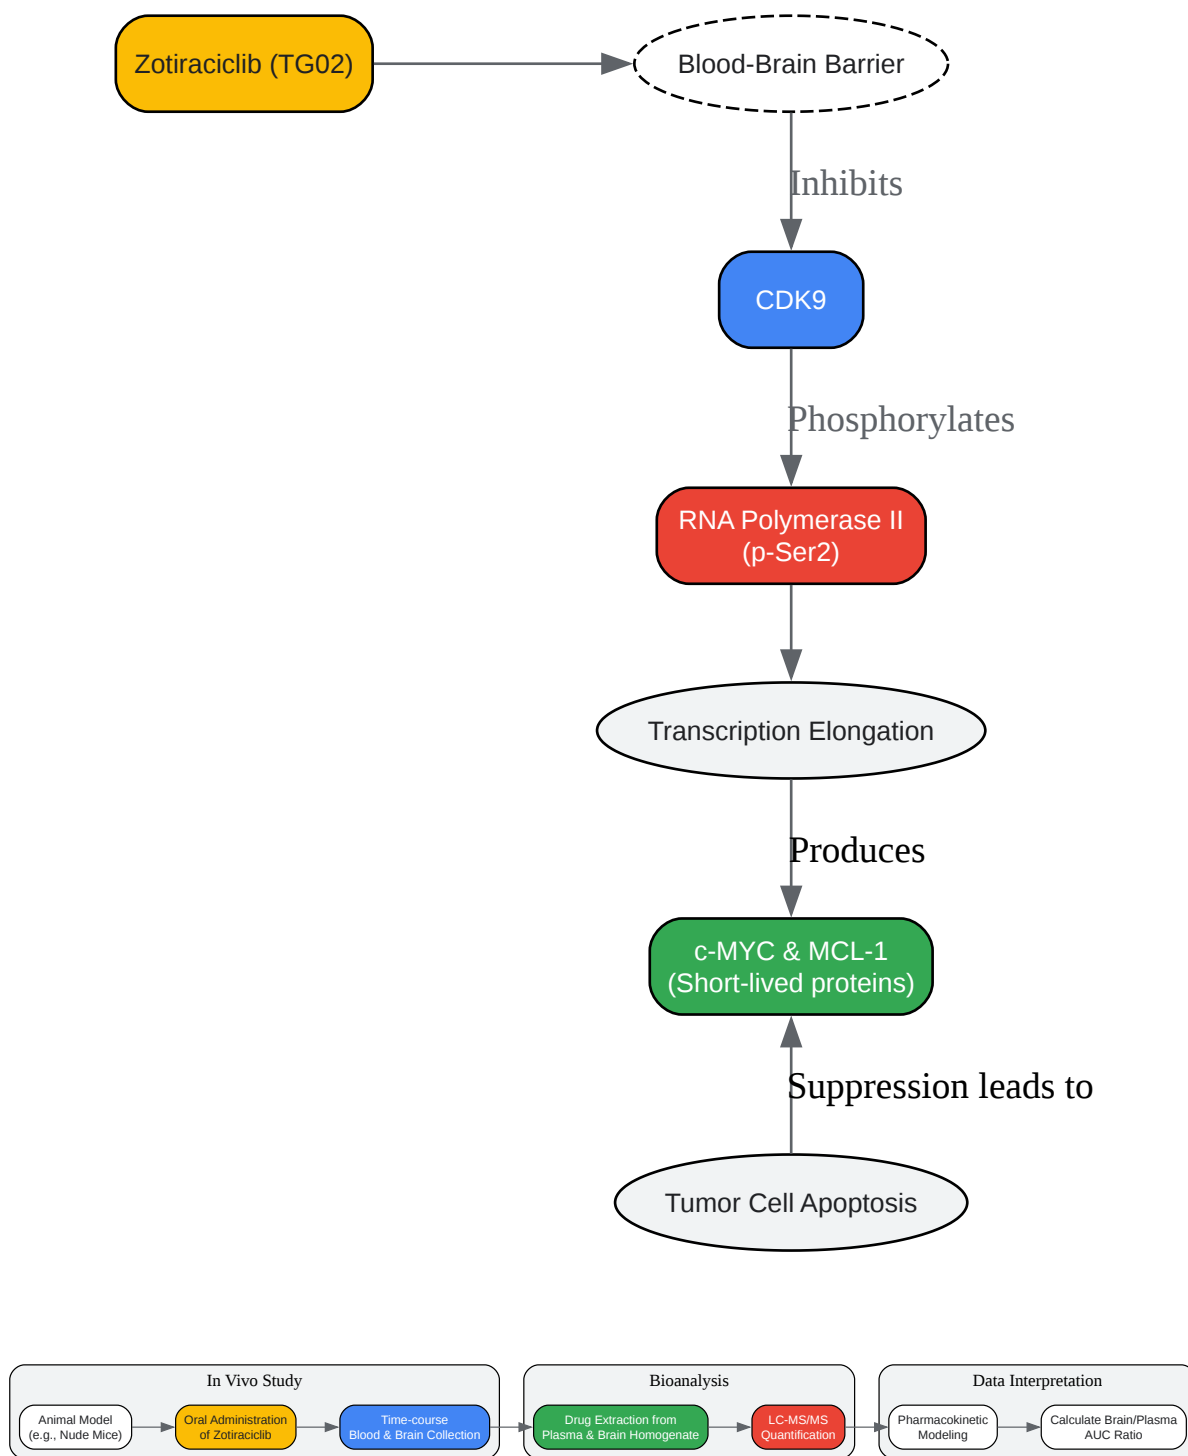 Zotiraciclib (TG02)
Blood-Brain Barrier
Inhibits
CDK9
Phosphorylates
RNA Polymerase II
(p-Ser2)
Transcription Elongation
Produces
c-MYC & MCL-1
(Short-lived proteins)
Suppression leads to
Tumor Cell Apoptosis
In Vivo Study
Animal Model
(e.g., Nude Mice)
Oral Administration
of Zotiraciclib
Time-course
Blood & Brain Collection
Bioanalysis
Drug Extraction from
Plasma & Brain Homogenate
LC-MS/MS
Quantification
Data Interpretation
Pharmacokinetic
Modeling
Calculate Brain/Plasma
AUC Ratio